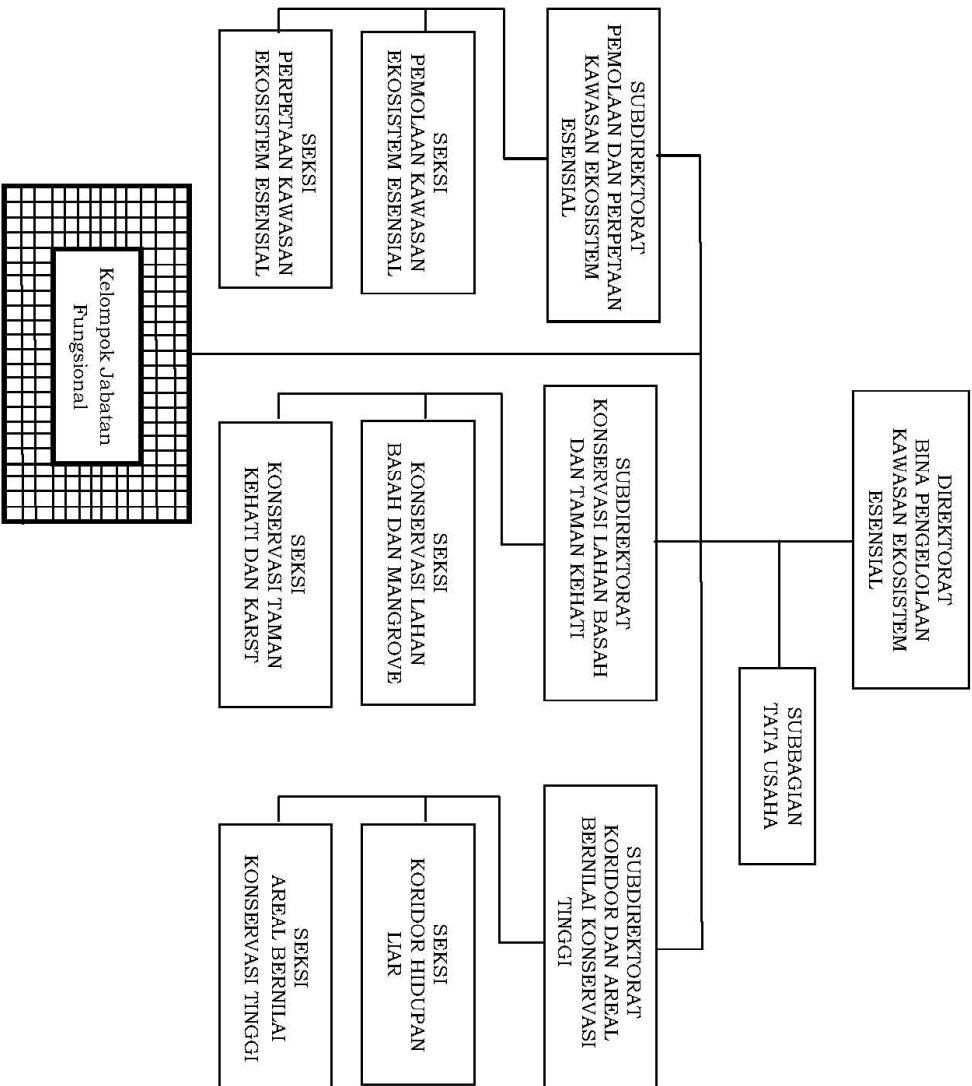 DIREKTORAT
BINA PENGELOLAAN
KAWASAN EKOSISTEM
ESENSIAL
SUBBAGIAN
TATA USAHA
SUBDIREKTORAT
PEMOLAAN DAN PERPETAAN
KAWASAN EKOSISTEM
ESENSIAL
SUBDIREKTORAT
KONSERVASI LAHAN BASAH
DAN TAMAN KEHATI
SUBDIREKTORAT
KORIDOR DAN AREAL
BERNILAI KONSERVASI
TINGGI
SEKSI
PEMOLAAN KAWASAN
EKOSISTEM ESENSIAL
SEKSI
KONSERVASI LAHAN
BASAH DAN MANGROVE
SEKSI
KORIDOR HIDUPAN
LIAR
SEKSI
PERPETAAN KAWASAN
EKOSISTEM ESENSIAL
SEKSI
KONSERVASI TAMAN
KEHATI DAN KARST
SEKSI
AREAL BERNILAI
KONSERVASI TINGGI
Kelompok Jabatan
Fungsional